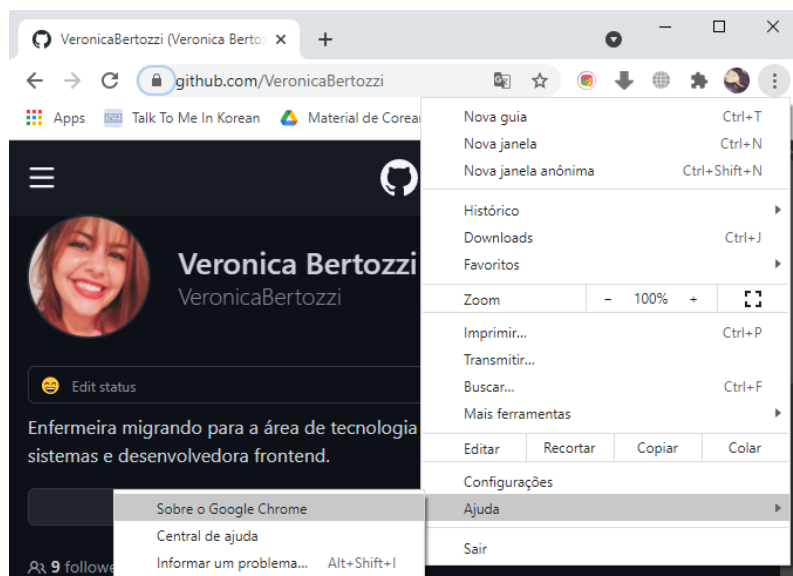 VeronicaBertozzi (Veronica Berto
github.com/VeronicaBertozzi
Apps Talk To Me In Korean Material de Corea
Veronica Bertozzi
VeronicaBertozzi
Edit status
Enfermeira migrando para a área de tecnologia
sistemas e desenvolvedora frontend.
9 followe
Nova guia Ctrl+T
Nova janela Ctrl+N
Nova janela anônima Ctrl+Shift+N
Histórico
Downloads Ctrl+J
Favoritos
Zoom - 100% +
Imprimir... Ctrl+P
Transmitir...
Buscar... Ctrl+F
Mais ferramentas
Editar Recortar Copiar Colar
Configurações
Ajuda
Sair
Sobre o Google Chrome
Central de ajuda
Informar um problema... Alt+Shift+I